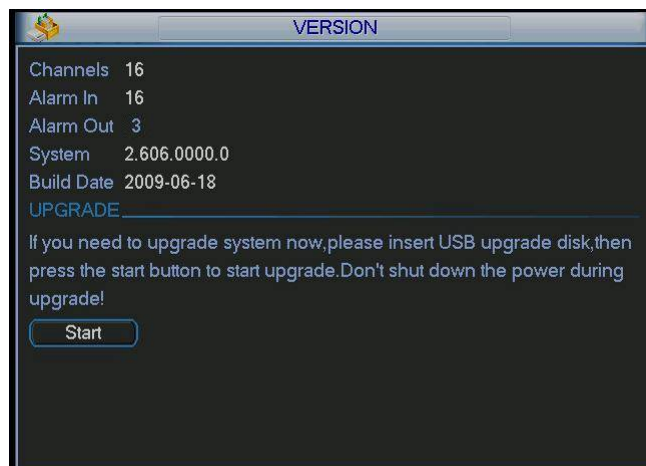 VERSION
Channels 16
Alarm In 16
Alarm Out 3
System 2.606.0000.0
Build Date 2009-06-18
UPGRADE
If you need to upgrade system now,please insert USB upgrade disk,then
press the start button to start upgrade.Don't shut down the power during
upgrade!
Start